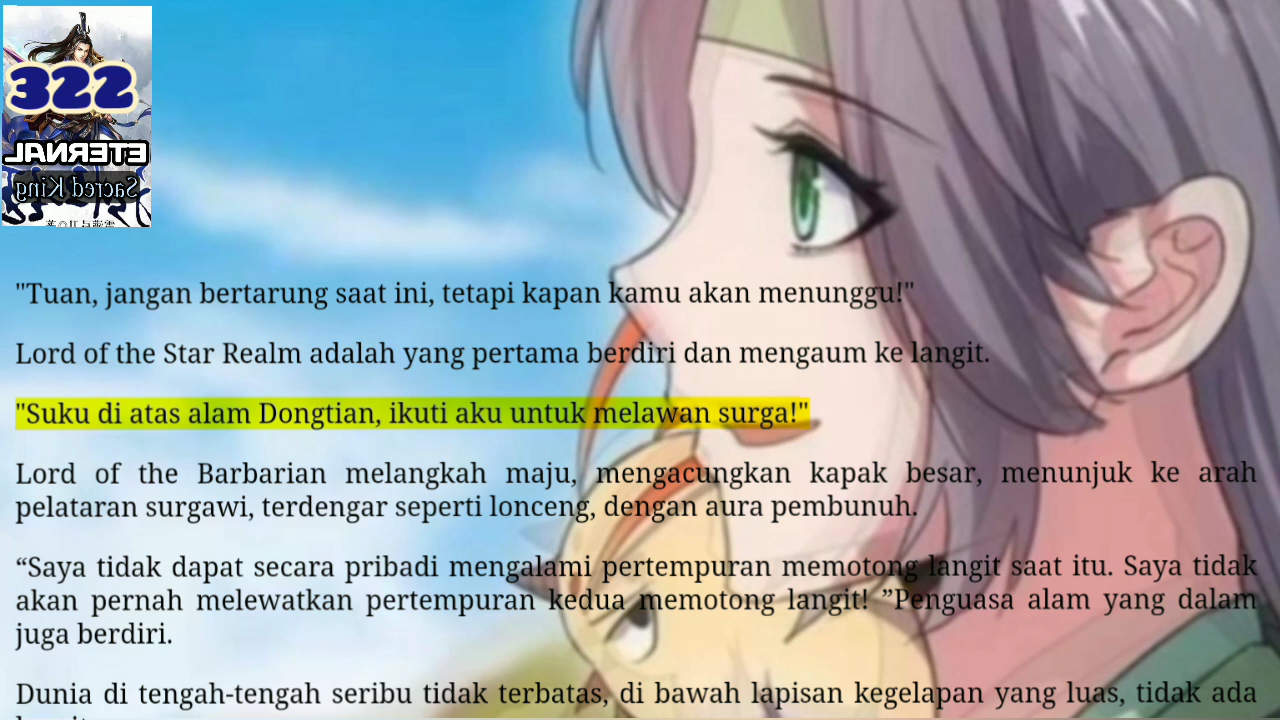 322
ETERNAL
Sacred King
"Tuan, jangan bertarung saat ini, tetapi kapan kamu akan menunggu!"
Lord of the Star Realm adalah yang pertama berdiri dan mengaum ke langit.
"Suku di atas alam Dongtian, ikuti aku untuk melawan surga!"
Lord of the Barbarian melangkah maju, mengacungkan kapak besar, menunjuk ke arah
pelataran surgawi, terdengar seperti lonceng, dengan aura pembunuh.
“Saya tidak dapat secara pribadi mengalami pertempuran memotong langit saat itu. Saya tidak
akan pernah melewatkan pertempuran kedua memotong langit! ”Penguasa alam yang dalam
juga berdiri.
Dunia di tengah-tengah seribu tidak terbatas, di bawah lapisan kegelapan yang luas, tidak ada